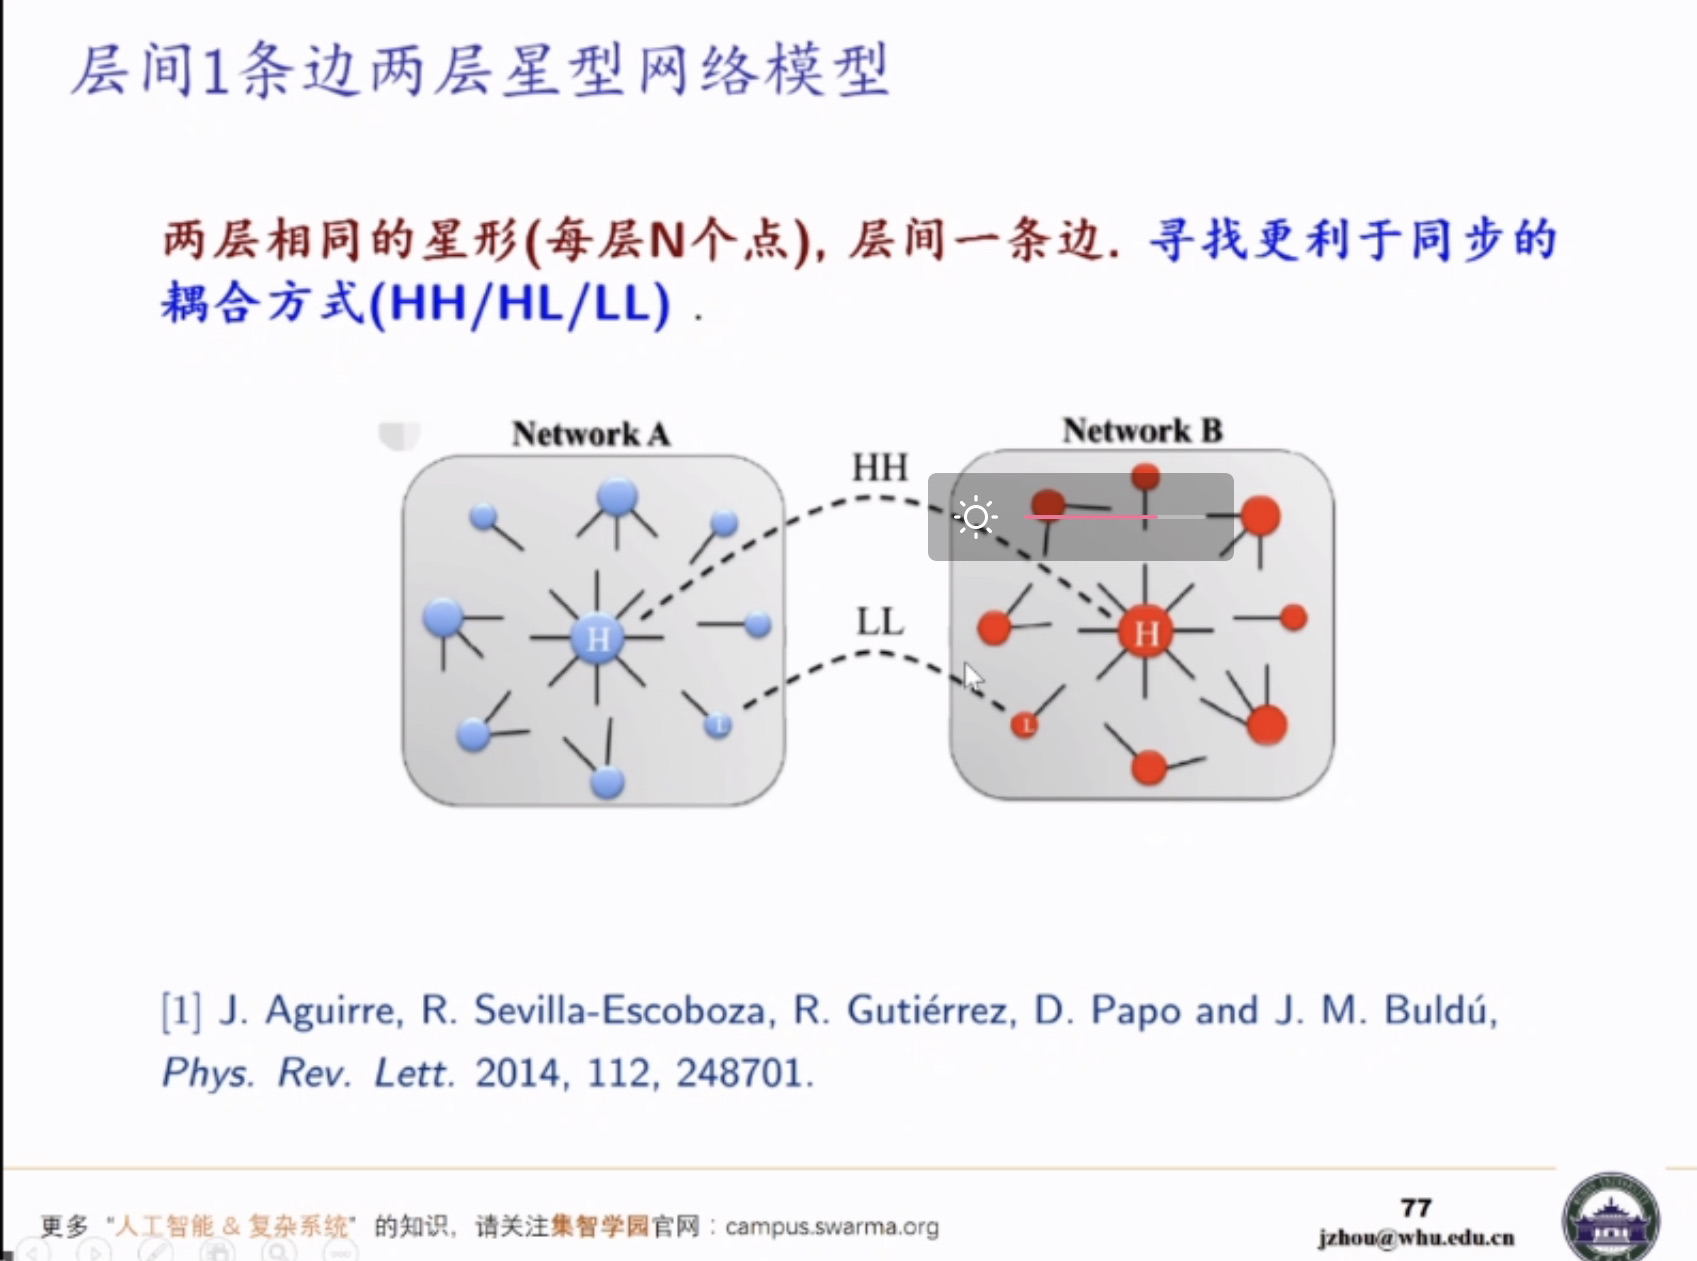 层间1条边两层星型网络模型
两层相同的星形(每层N个点), 层间一条边. 寻找更利于同步的
耦合方式(HH/HL/LL) .
Network A
Network B
HH
H
H
LL
L
L
[1] J. Aguirre, R. Sevilla-Escoboza, R. Gutiérrez, D. Papo and J. M. Buldú,
Phys. Rev. Lett. 2014, 112, 248701.
更多 “人工智能 & 复杂系统” 的知识，请关注集智学园官网：campus.swarma.org
77
jzhou@whu.edu.cn